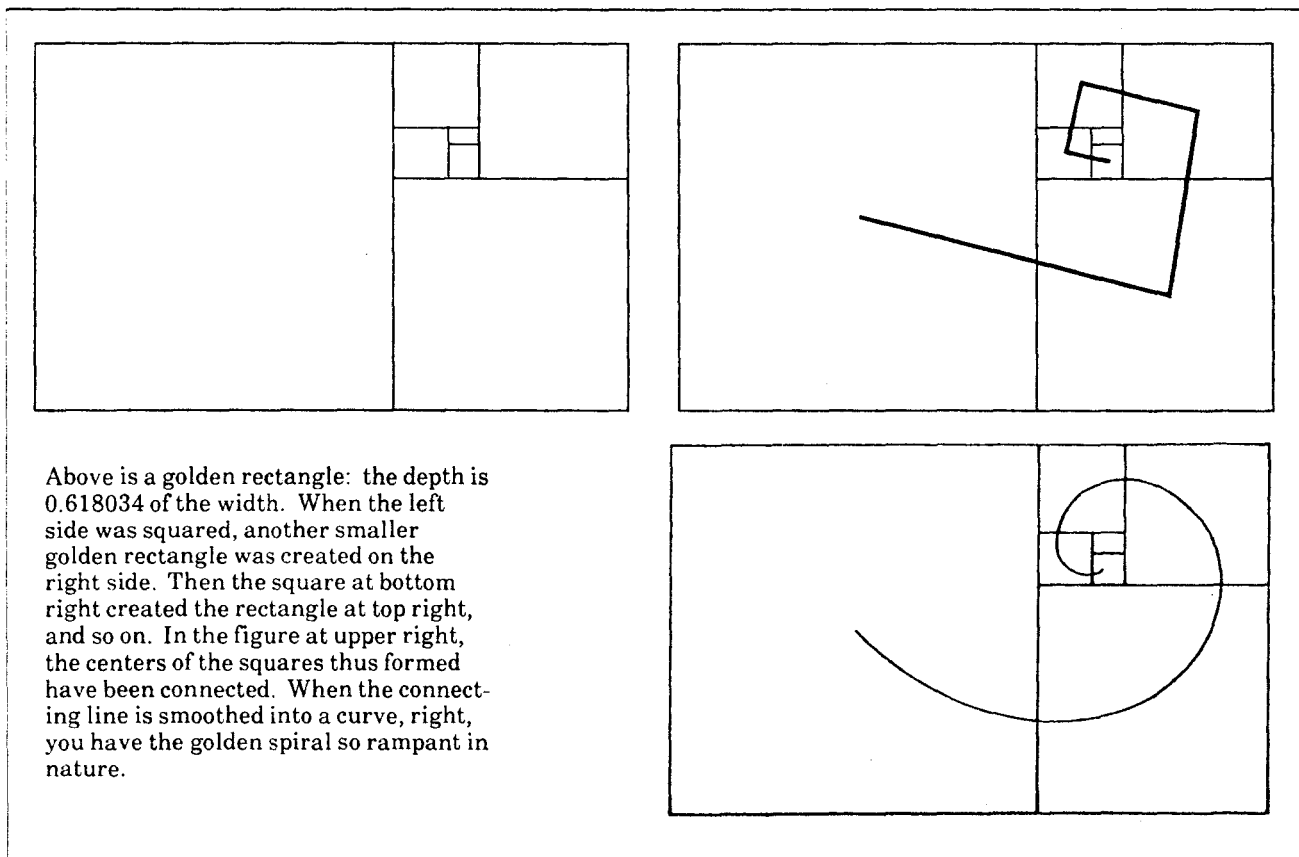 Above is a golden rectangle: the depth is
0.618034 of the width. When the left
side was squared, another smaller
golden rectangle was created on the
right side. Then the square at bottom
right created the rectangle at top right,
and so on. In the figure at upper right,
the centers of the squares thus formed
have been connected. When the connect-
ing line is smoothed into a curve, right,
you have the golden spiral so rampant in
nature.